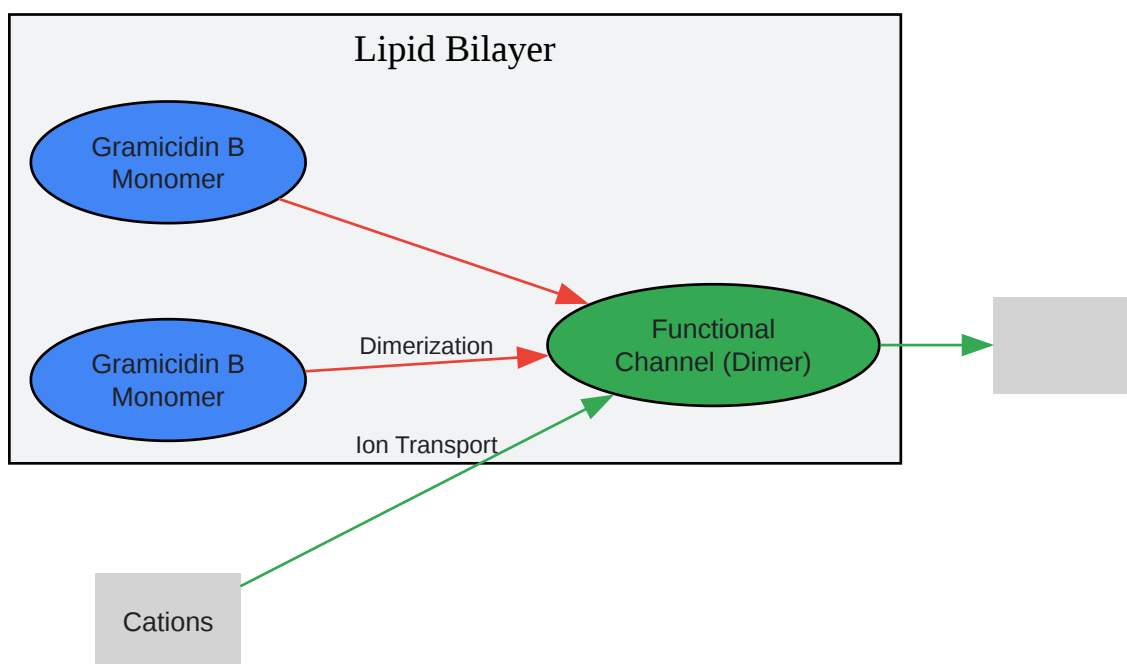 Lipid Bilayer
Gramicidin B
Monomer
Gramicidin B
Monomer
Dimerization
Functional
Channel (Dimer)
Ion Transport
Cations